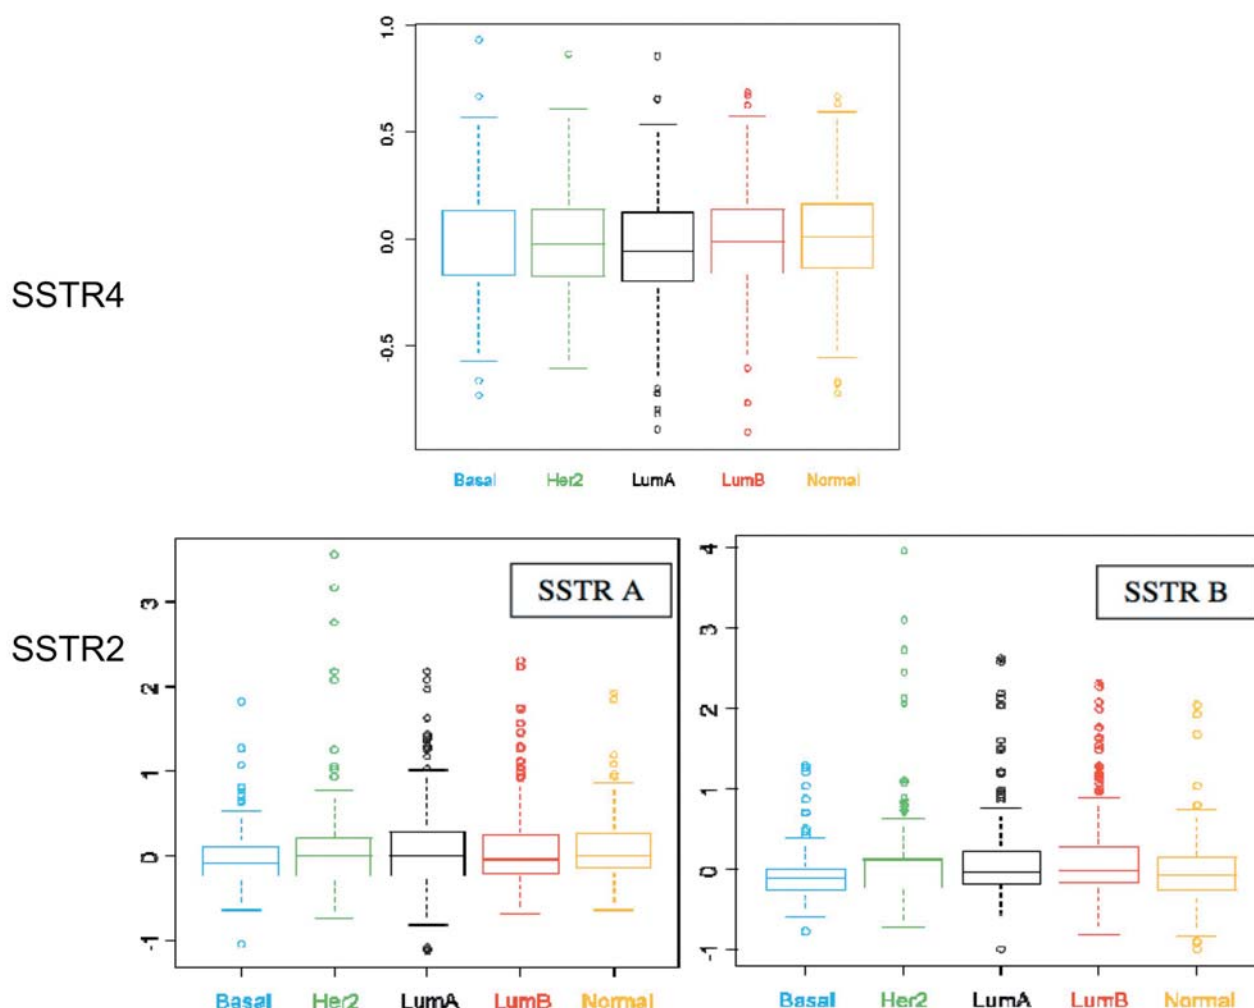 SSTR4
1.0
0.5
0.0
-0.5
Basal Her2 LumA LumB Normal
SSTR2
SSTR A
3
2
1
0
-1
Basal Her2 LumA LumB Normal
SSTR B
4
3
2
1
0
-1
Basal Her2 LumA LumB Normal